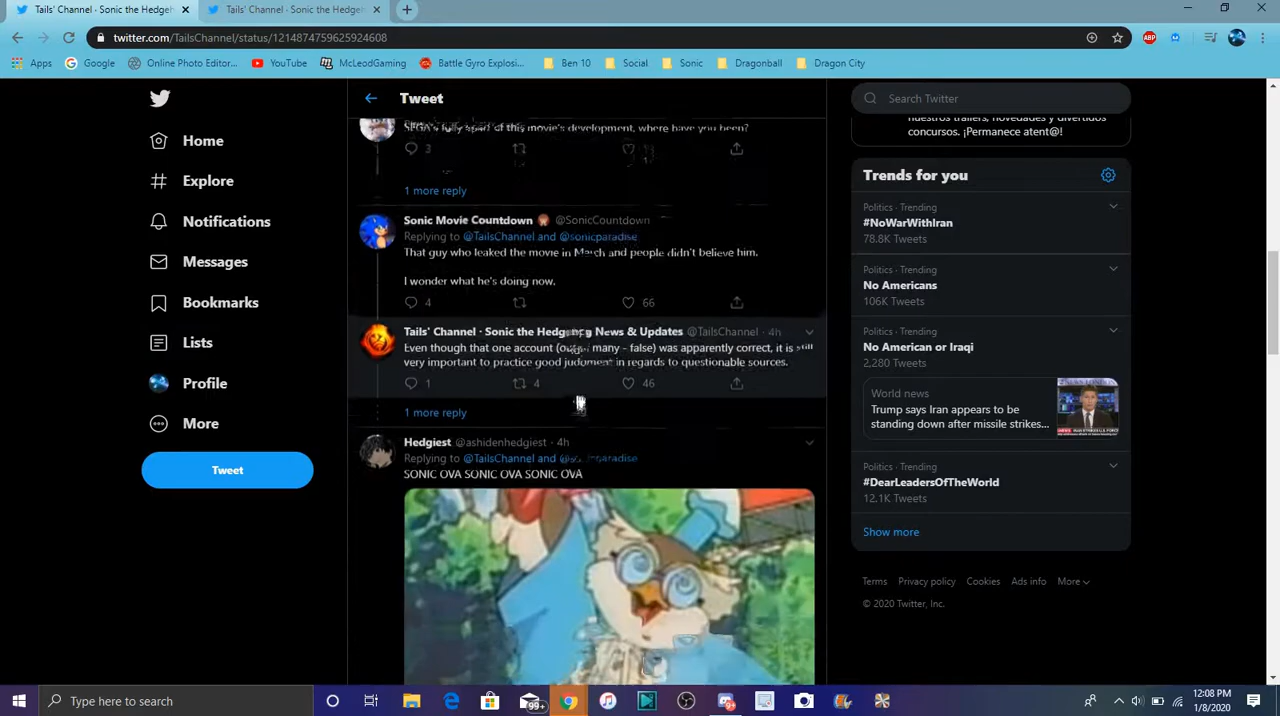 Tails' Channel · Sonic the Hedgeh
Tails' Channel · Sonic the Hedgeh
twitter.com/TailsChannel/status/1214874759625924608
ABP
Apps
Google
Online Photo Editor...
YouTube
McLeodGaming
Battle Gyro Explosi...
Ben 10
Social
Sonic
Dragonball
Dragon City
Home
Explore
Notifications
Messages
Bookmarks
Lists
Profile
More
Tweet
Tweet
SEGA's fully apart of this movie's development, where have you been?
3
1 more reply
Sonic Movie Countdown @SonicCountdown
Replying to @TailsChannel and @sonicparadise
That guy who leaked the movie in March and people didn't believe him.
I wonder what he's doing now.
4 66
Tails' Channel · Sonic the Hedgehog News & Updates @TailsChannel · 4h
Even though that one account (out of many - false) was apparently correct, it is still
very important to practice good judgment in regards to questionable sources.
1 4 46
1 more reply
Hedgiest @ashidenhedgiest · 4h
Replying to @TailsChannel and
SONIC OVA SONIC OVA SONIC OVA
Search Twitter
nuestros trailers, novedades y divertidos
concursos. ¡Permanece atent@!
Trends for you
Politics · Trending
#NoWarWithIran
78.8K Tweets
Politics · Trending
No Americans
106K Tweets
Politics · Trending
No American or Iraqi
2,280 Tweets
World news
Trump says Iran appears to be
standing down after missile strikes...
Politics · Trending
#DearLeadersOfTheWorld
12.1K Tweets
Show more
Terms Privacy policy Cookies Ads info More
© 2020 Twitter, Inc.
Type here to search
99+
9+
12:08 PM
1/8/2020